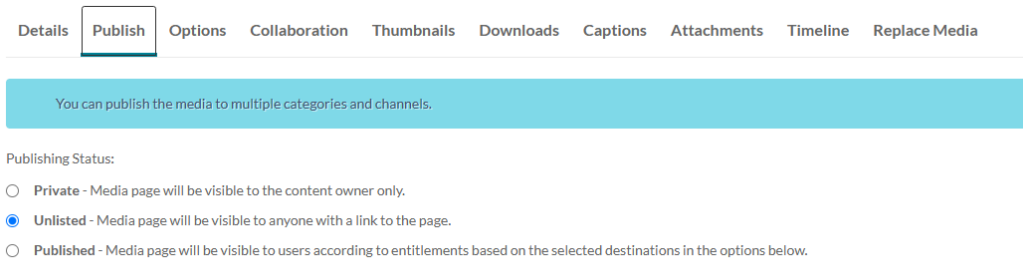 Details Publish Options Collaboration Thumbnails Downloads Captions Attachments Timeline Replace Media
You can publish the media to multiple categories and channels.
Publishing Status:
Private - Media page will be visible to the content owner only.
Unlisted - Media page will be visible to anyone with a link to the page.
Published - Media page will be visible to users according to entitlements based on the selected destinations in the options below.